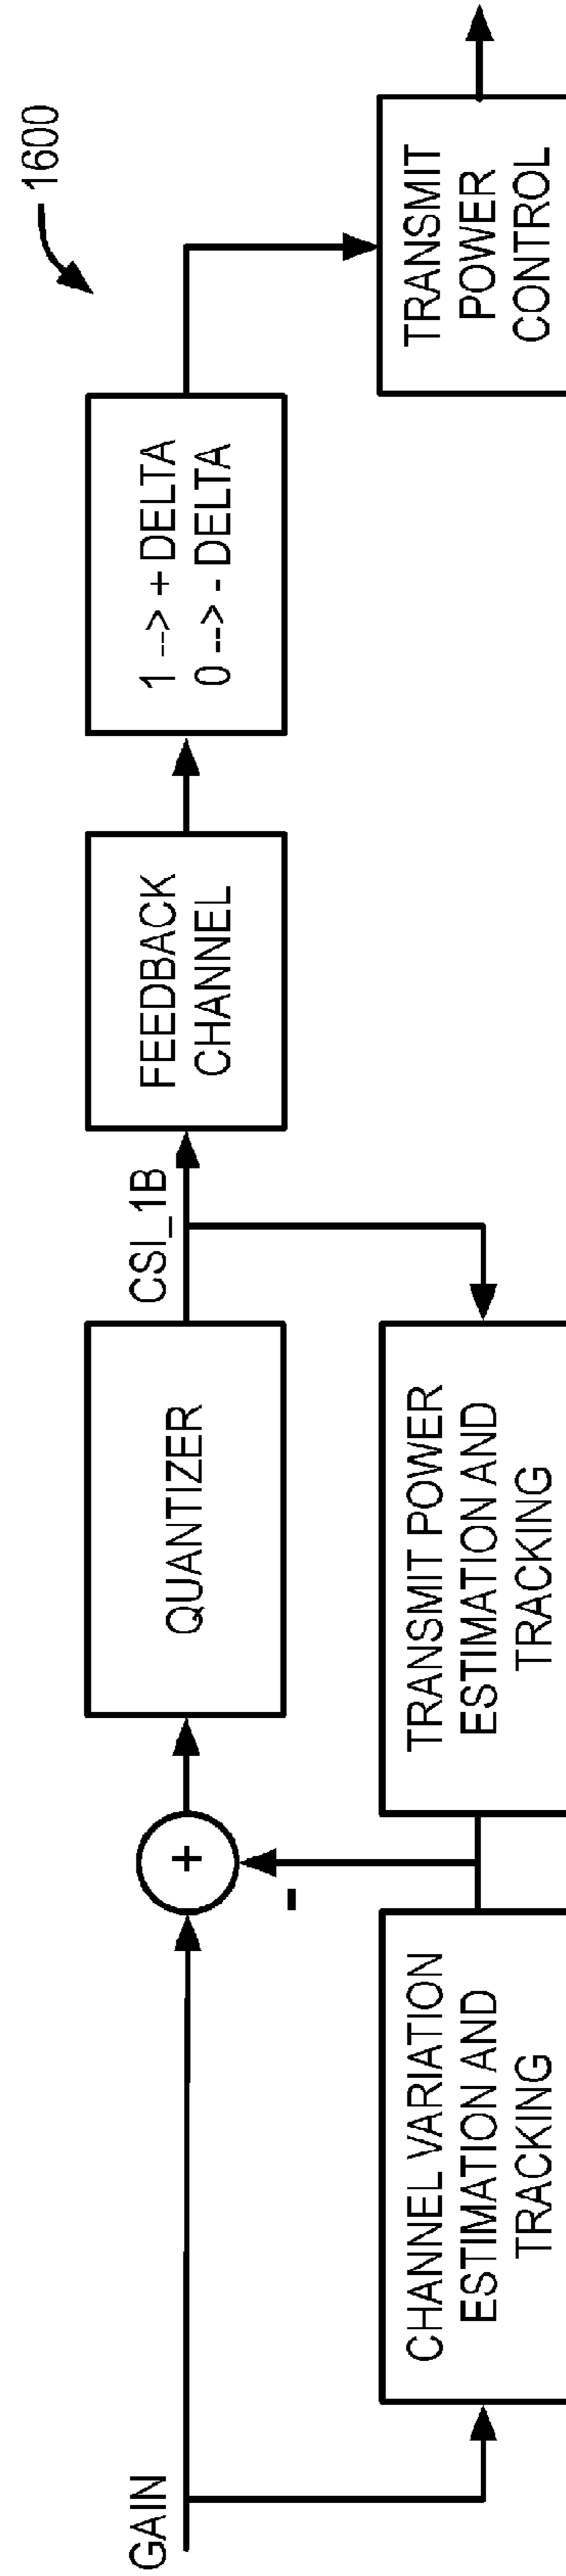 1600
GAIN
+
-
QUANTIZER
CSI_1B
FEEDBACK
CHANNEL
1 --> + DELTA
0 --> - DELTA
CHANNEL VARIATION
ESTIMATION AND
TRACKING
TRANSMIT POWER
ESTIMATION AND
TRACKING
TRANSMIT
POWER
CONTROL